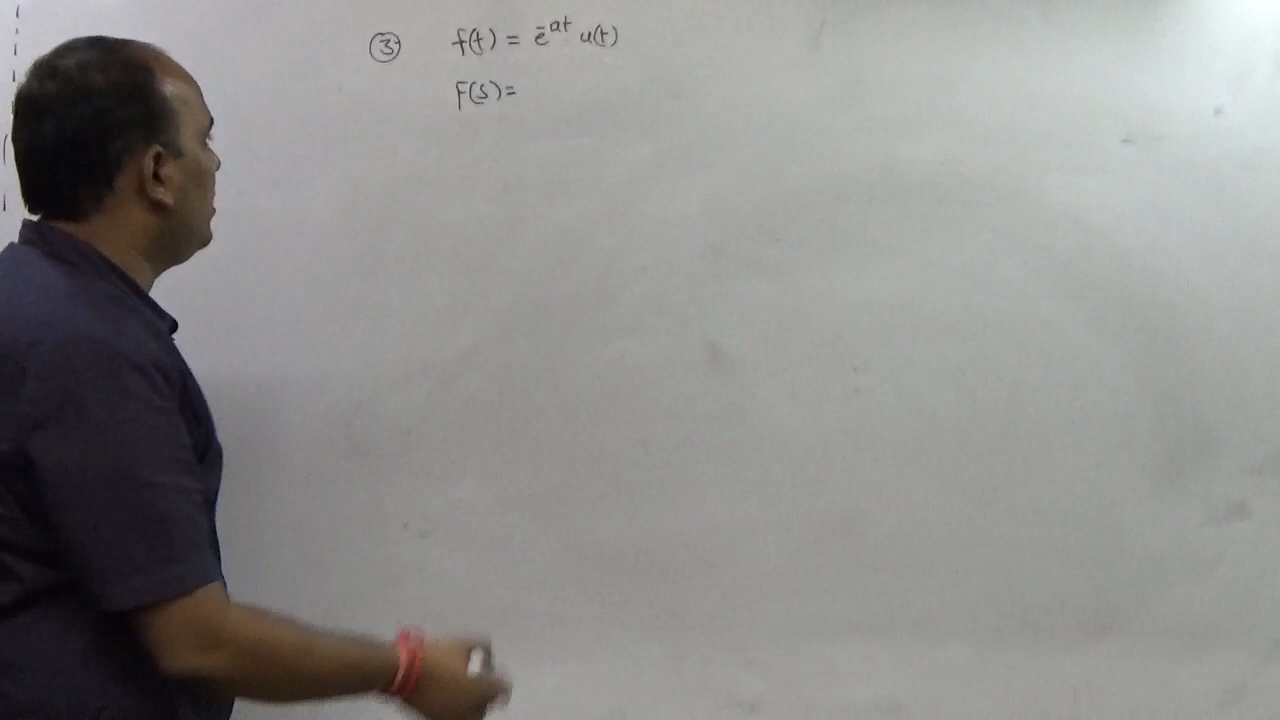 ③ f(t) = e^-at u(t)
F(s) =